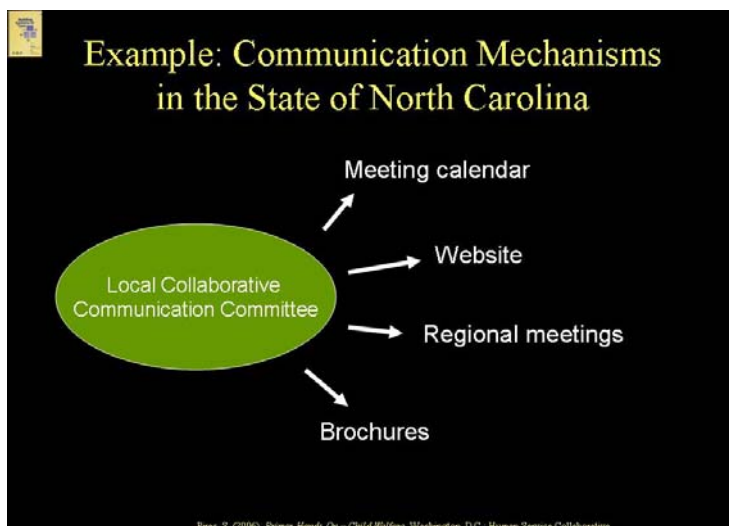 Example: Communication Mechanisms
in the State of North Carolina
Meeting calendar
Website
Local Collaborative
Communication Committee
Regional meetings
Brochures